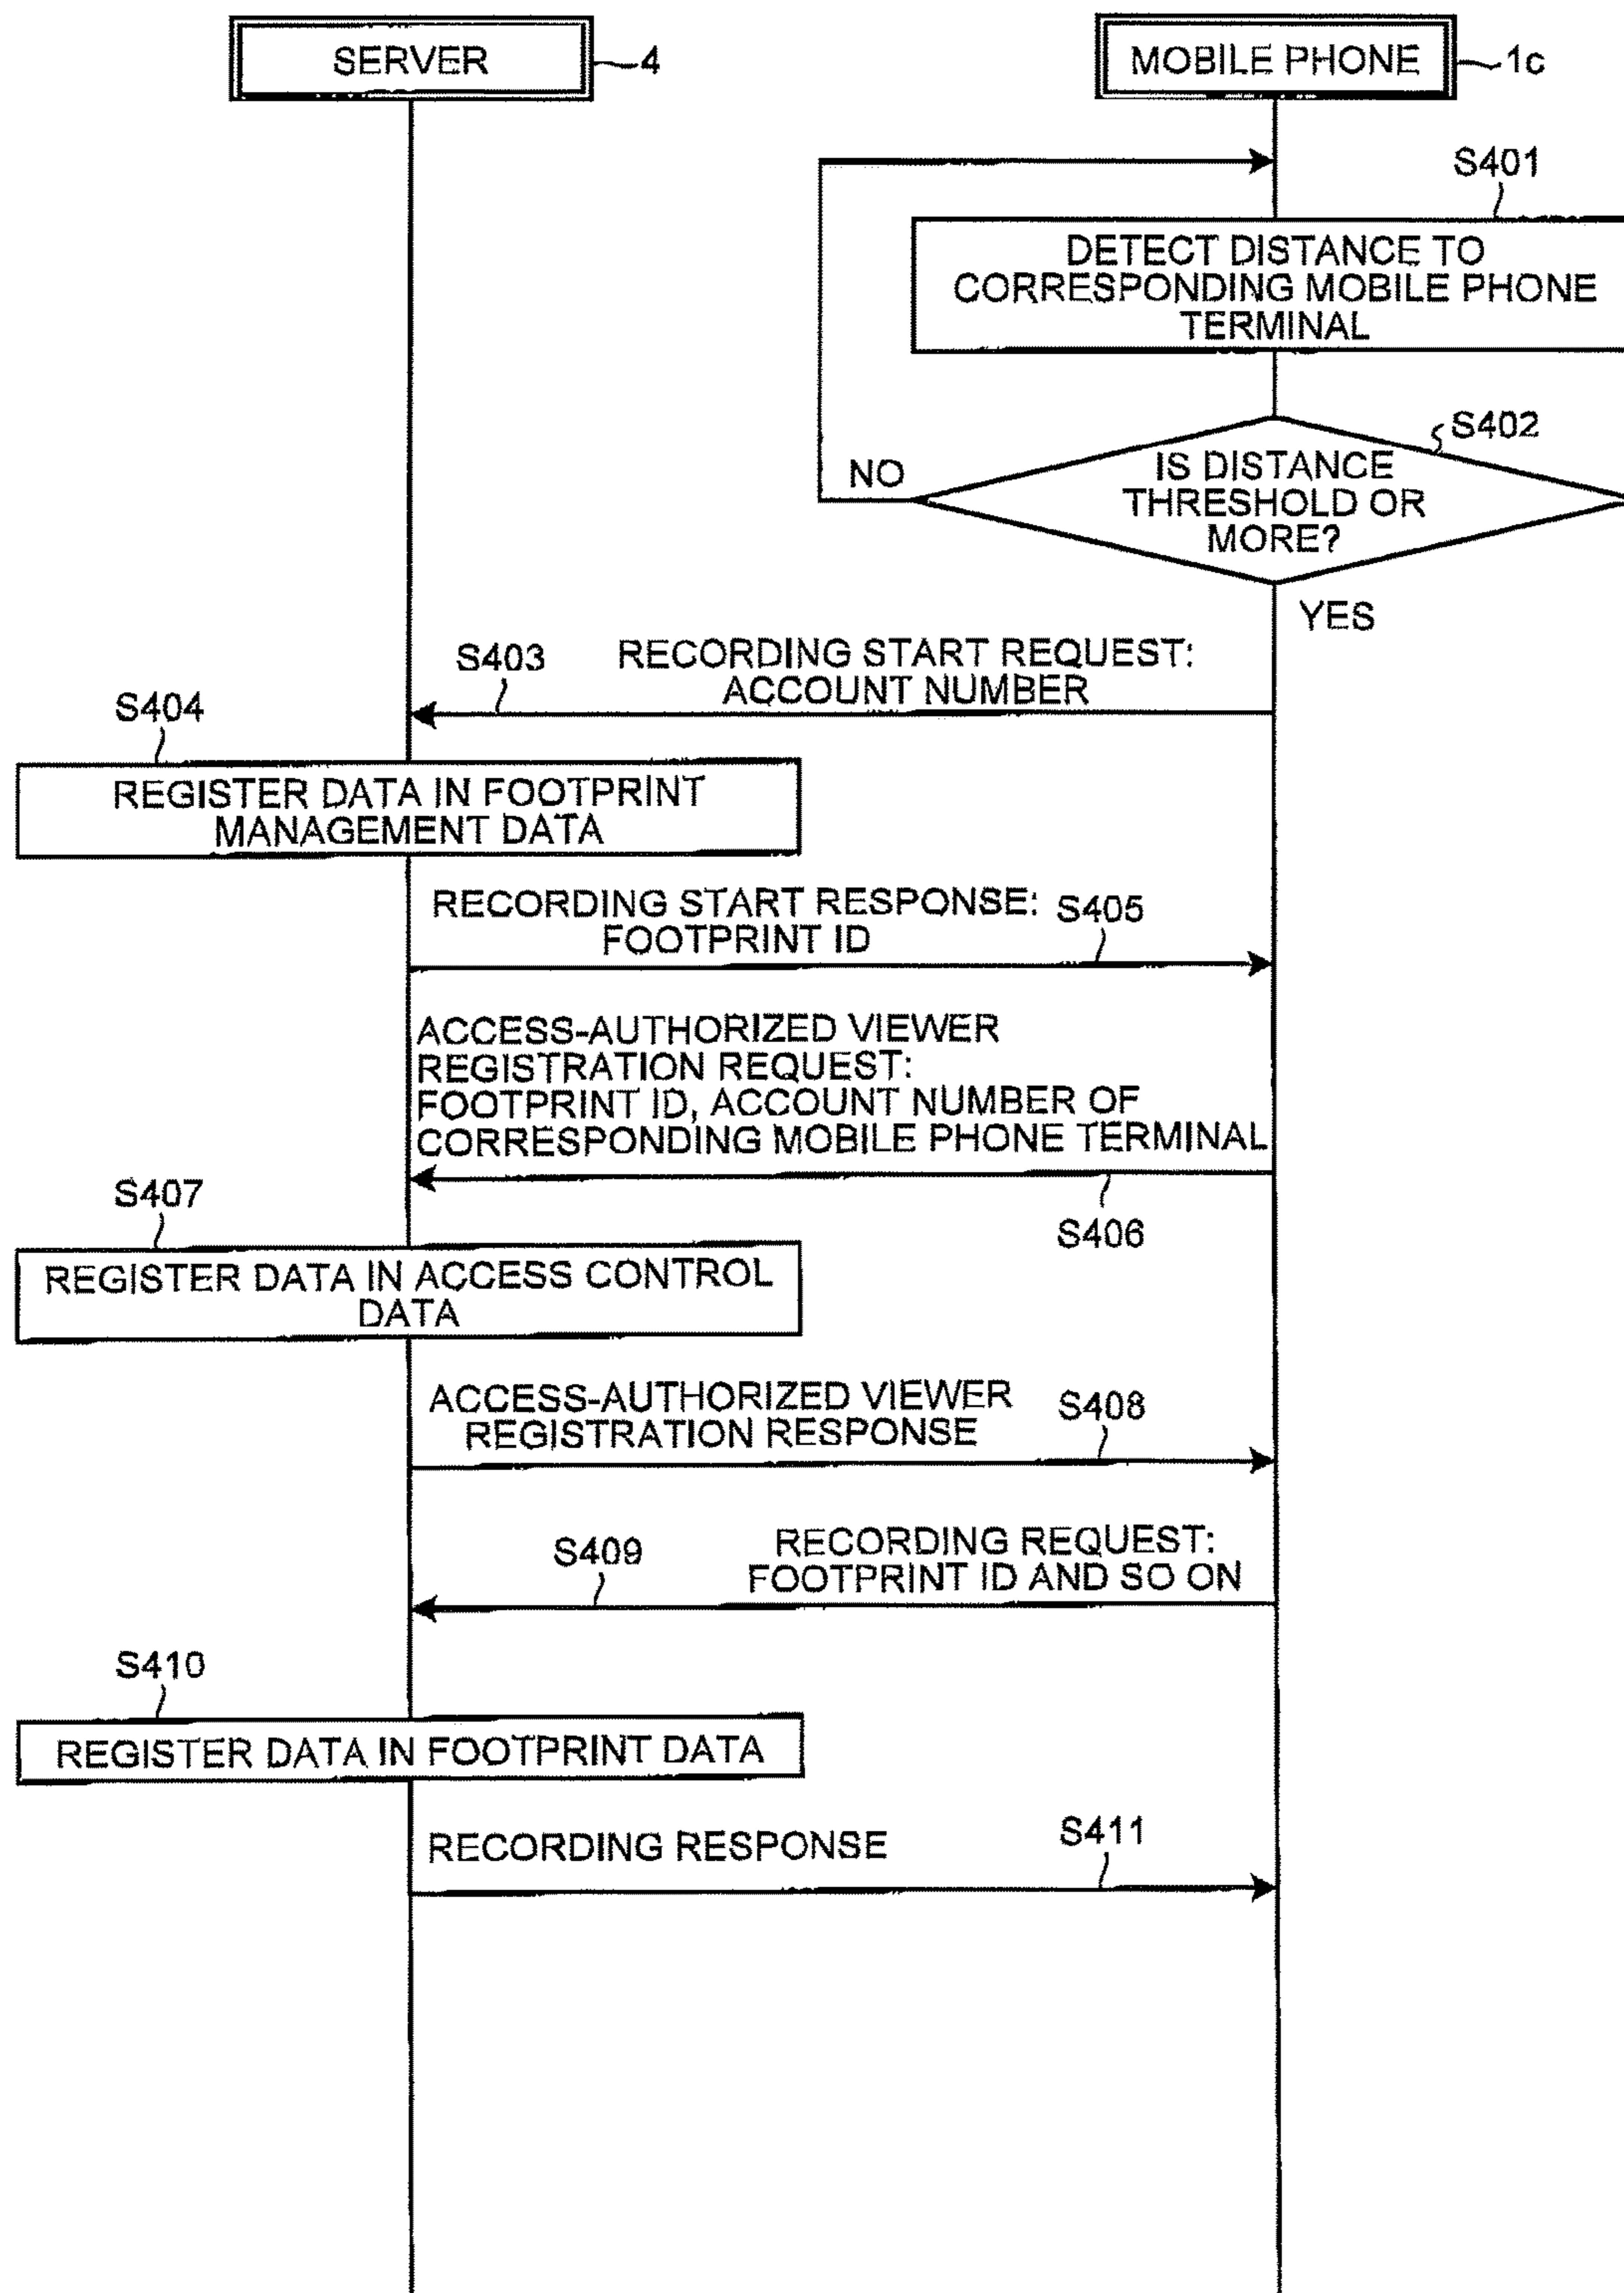 SERVER
4
MOBILE PHONE
1c
S401
DETECT DISTANCE TO
CORRESPONDING MOBILE PHONE
TERMINAL
S402
IS DISTANCE
THRESHOLD OR
MORE?
NO
YES
S403
RECORDING START REQUEST:
ACCOUNT NUMBER
S404
REGISTER DATA IN FOOTPRINT
MANAGEMENT DATA
RECORDING START RESPONSE:
FOOTPRINT ID
S405
ACCESS-AUTHORIZED VIEWER
REGISTRATION REQUEST:
FOOTPRINT ID, ACCOUNT NUMBER OF
CORRESPONDING MOBILE PHONE TERMINAL
S406
S407
REGISTER DATA IN ACCESS CONTROL
DATA
ACCESS-AUTHORIZED VIEWER
REGISTRATION RESPONSE
S408
S409
RECORDING REQUEST:
FOOTPRINT ID AND SO ON
S410
REGISTER DATA IN FOOTPRINT DATA
RECORDING RESPONSE
S411